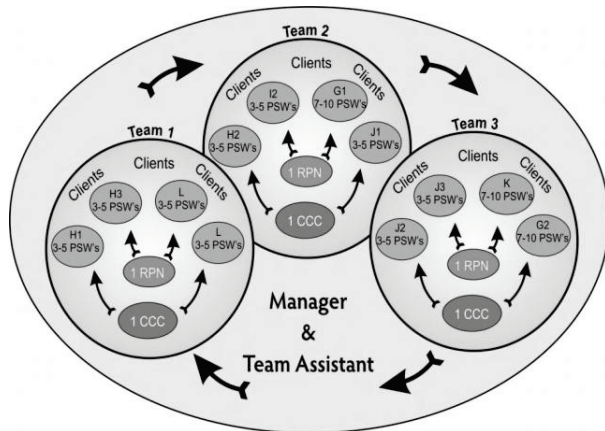 Team 2
Clients
Clients
Clients
I2
3-5 PSW's
G1
7-10 PSW's
H2
3-5 PSW's
J1
3-5 PSW's
1 RPN
1 CCC
Team 1
Clients
Clients
Clients
H3
3-5 PSW's
L
3-5 PSW's
H1
3-5 PSW's
L
3-5 PSW's
1 RPN
1 CCC
Team 3
Clients
Clients
Clients
J3
3-5 PSW's
K
7-10 PSW's
J2
3-5 PSW's
G2
7-10 PSW's
1 RPN
1 CCC
Manager
&
Team Assistant